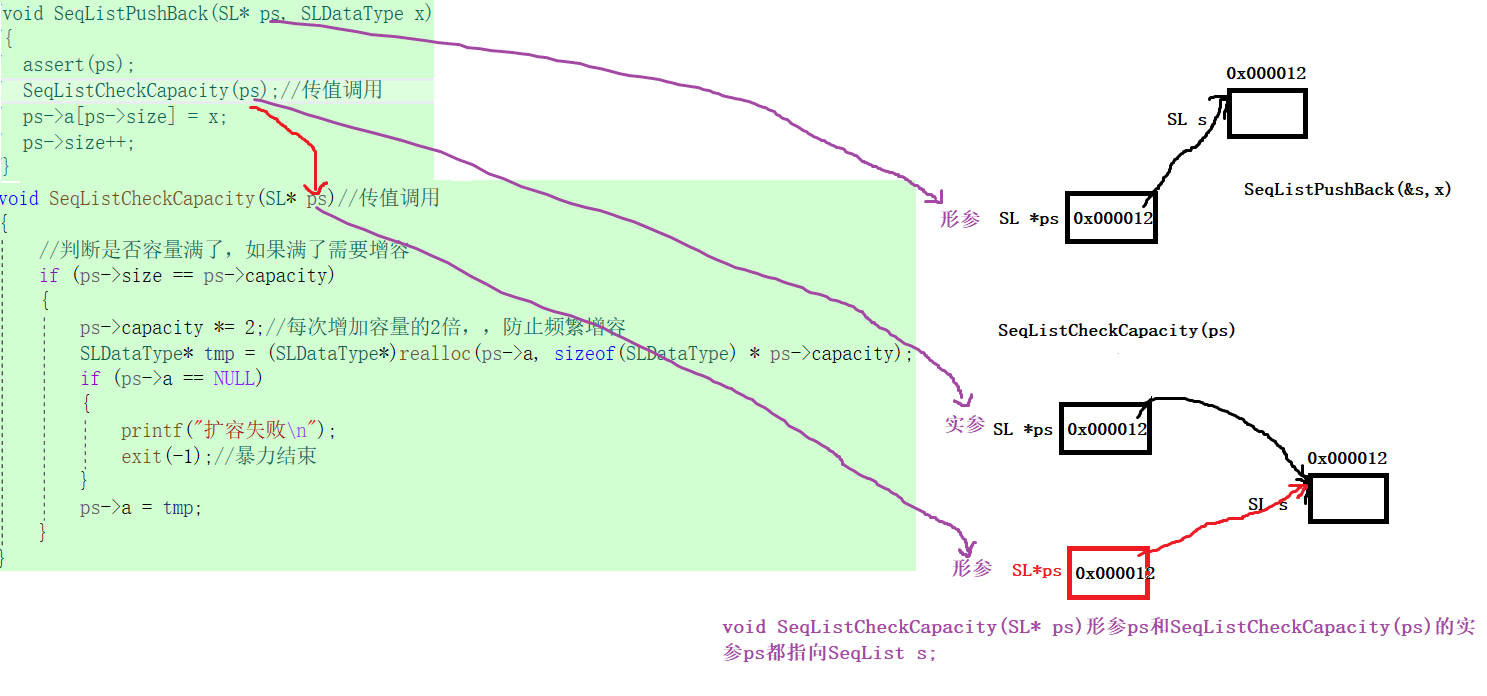 void SeqListPushBack(SL* ps, SLDataType x)
{
assert(ps);
SeqListCheckCapacity(ps);//传值调用
ps->a[ps->size] = x;
ps->size++;
}
void SeqListCheckCapacity(SL* ps)//传值调用
{
//判断是否容量满了，如果满了需要增容
if (ps->size == ps->capacity)
{
ps->capacity *= 2;//每次增加容量的2倍，，防止频繁增容
SLDataType* tmp = (SLDataType*)realloc(ps->a, sizeof(SLDataType) * ps->capacity);
if (ps->a == NULL)
{
printf("扩容失败\n");
exit(-1);//暴力结束
}
ps->a = tmp;
}
}
0x000012
SL s
SeqListPushBack(&s,x)
形参 SL *ps 0x000012
SeqListCheckCapacity(ps)
实参 SL *ps 0x000012
0x000012
SL s
形参 SL*ps 0x000012
void SeqListCheckCapacity(SL* ps)形参ps和SeqListCheckCapacity(ps)的实
参ps都指向SeqList s;